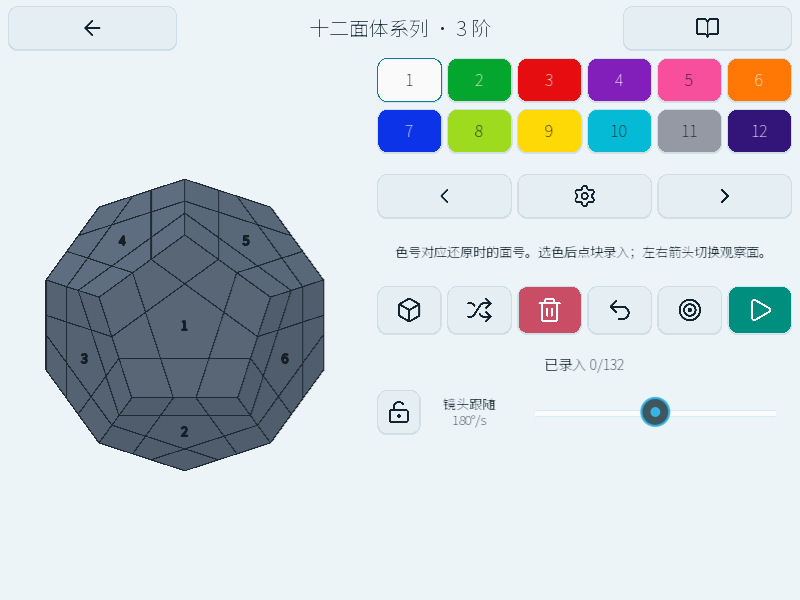 十二面体系列 · 3 阶
1 2 3 4 5 6
7 8 9 10 11 12
色号对应还原时的面号。选色后点块录入；左右箭头切换观察面。
已录入 0/132
镜头跟随
180°/s
4 5
1
3 6
2